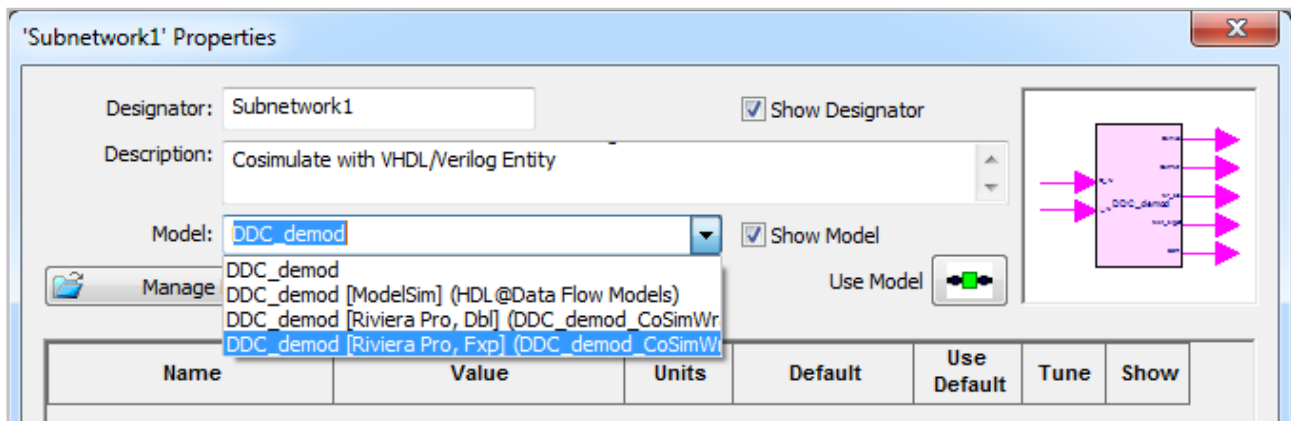 'Subnetwork1' Properties
Designator: Subnetwork1 Show Designator
Description: Cosimulate with VHDL/Verilog Entity
Model: DDC_demod Show Model
DDC_demod
Manage
DDC_demod [ModelSim] (HDL@Data Flow Models)
Use Model
DDC_demod [Riviera Pro, Dbl] (DDC_demod_CoSimWr
DDC_demod [Riviera Pro, Fxp] (DDC_demod_CoSimWr
DDC_demod
Name Value Units Default Use Default Tune Show